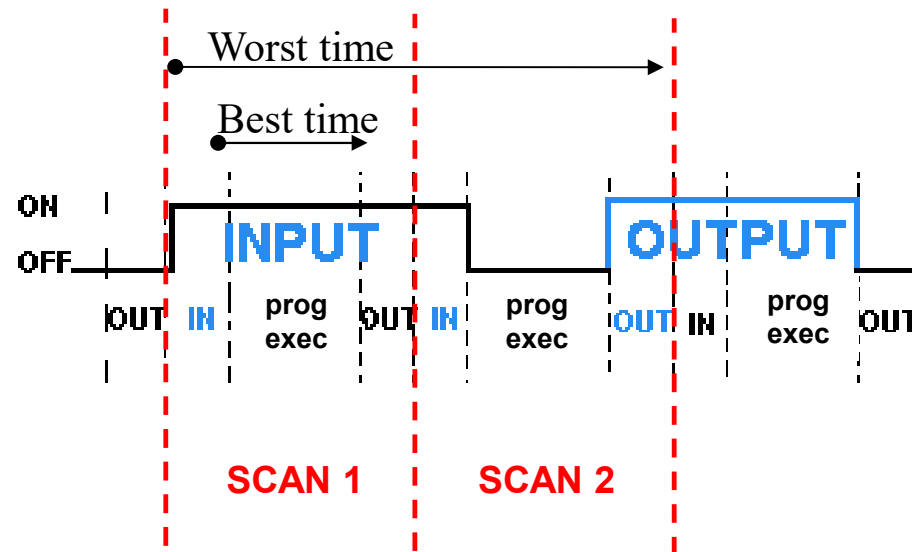 Worst time
Best time
ON
INPUT
OUTPUT
OFF
OUT IN prog exec OUT IN prog exec OUT IN prog exec OUT
SCAN 1 SCAN 2